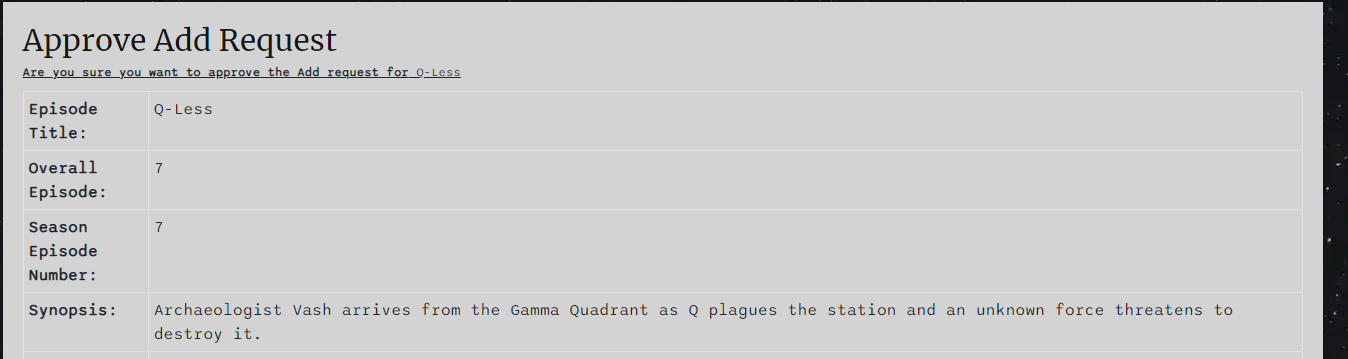 Approve Add Request
Are you sure you want to approve the Add request for Q-Less
Episode Title:
Q-Less
Overall Episode:
7
Season Episode Number:
7
Synopsis:
Archaeologist Vash arrives from the Gamma Quadrant as Q plagues the station and an unknown force threatens to
destroy it.